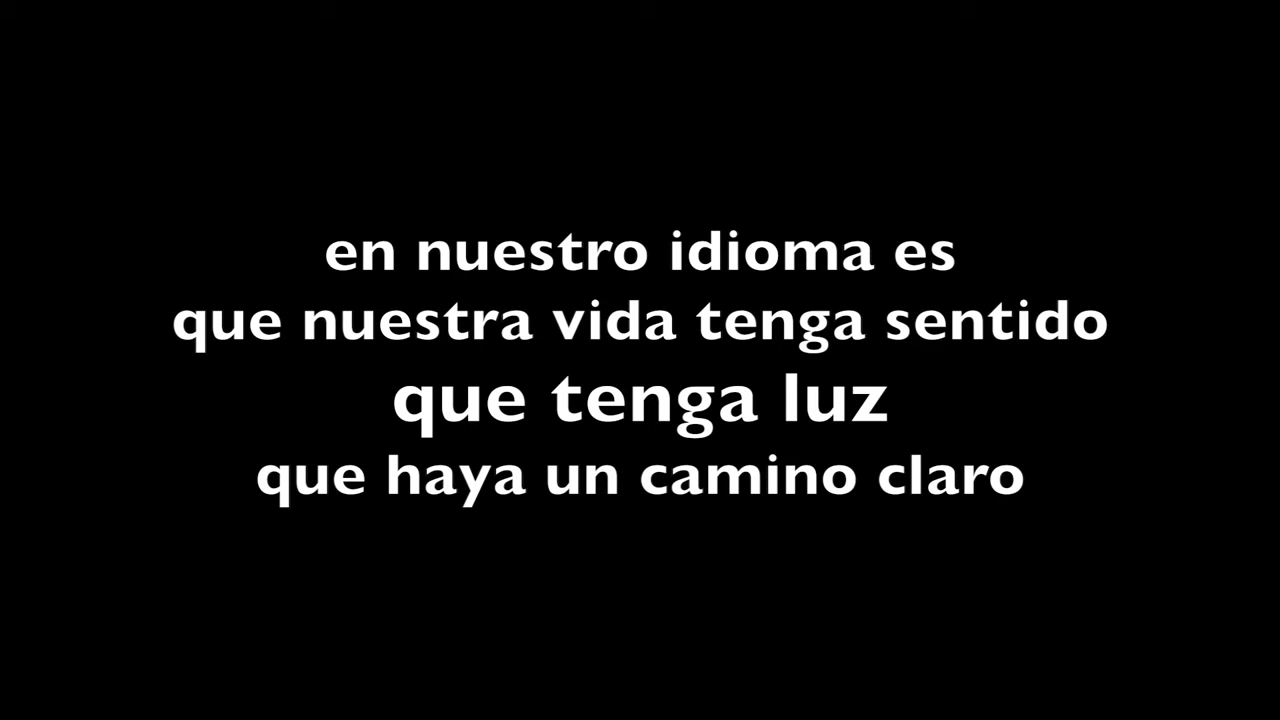 en nuestro idioma es
que nuestra vida tenga sentido
que tenga luz
que haya un camino claro